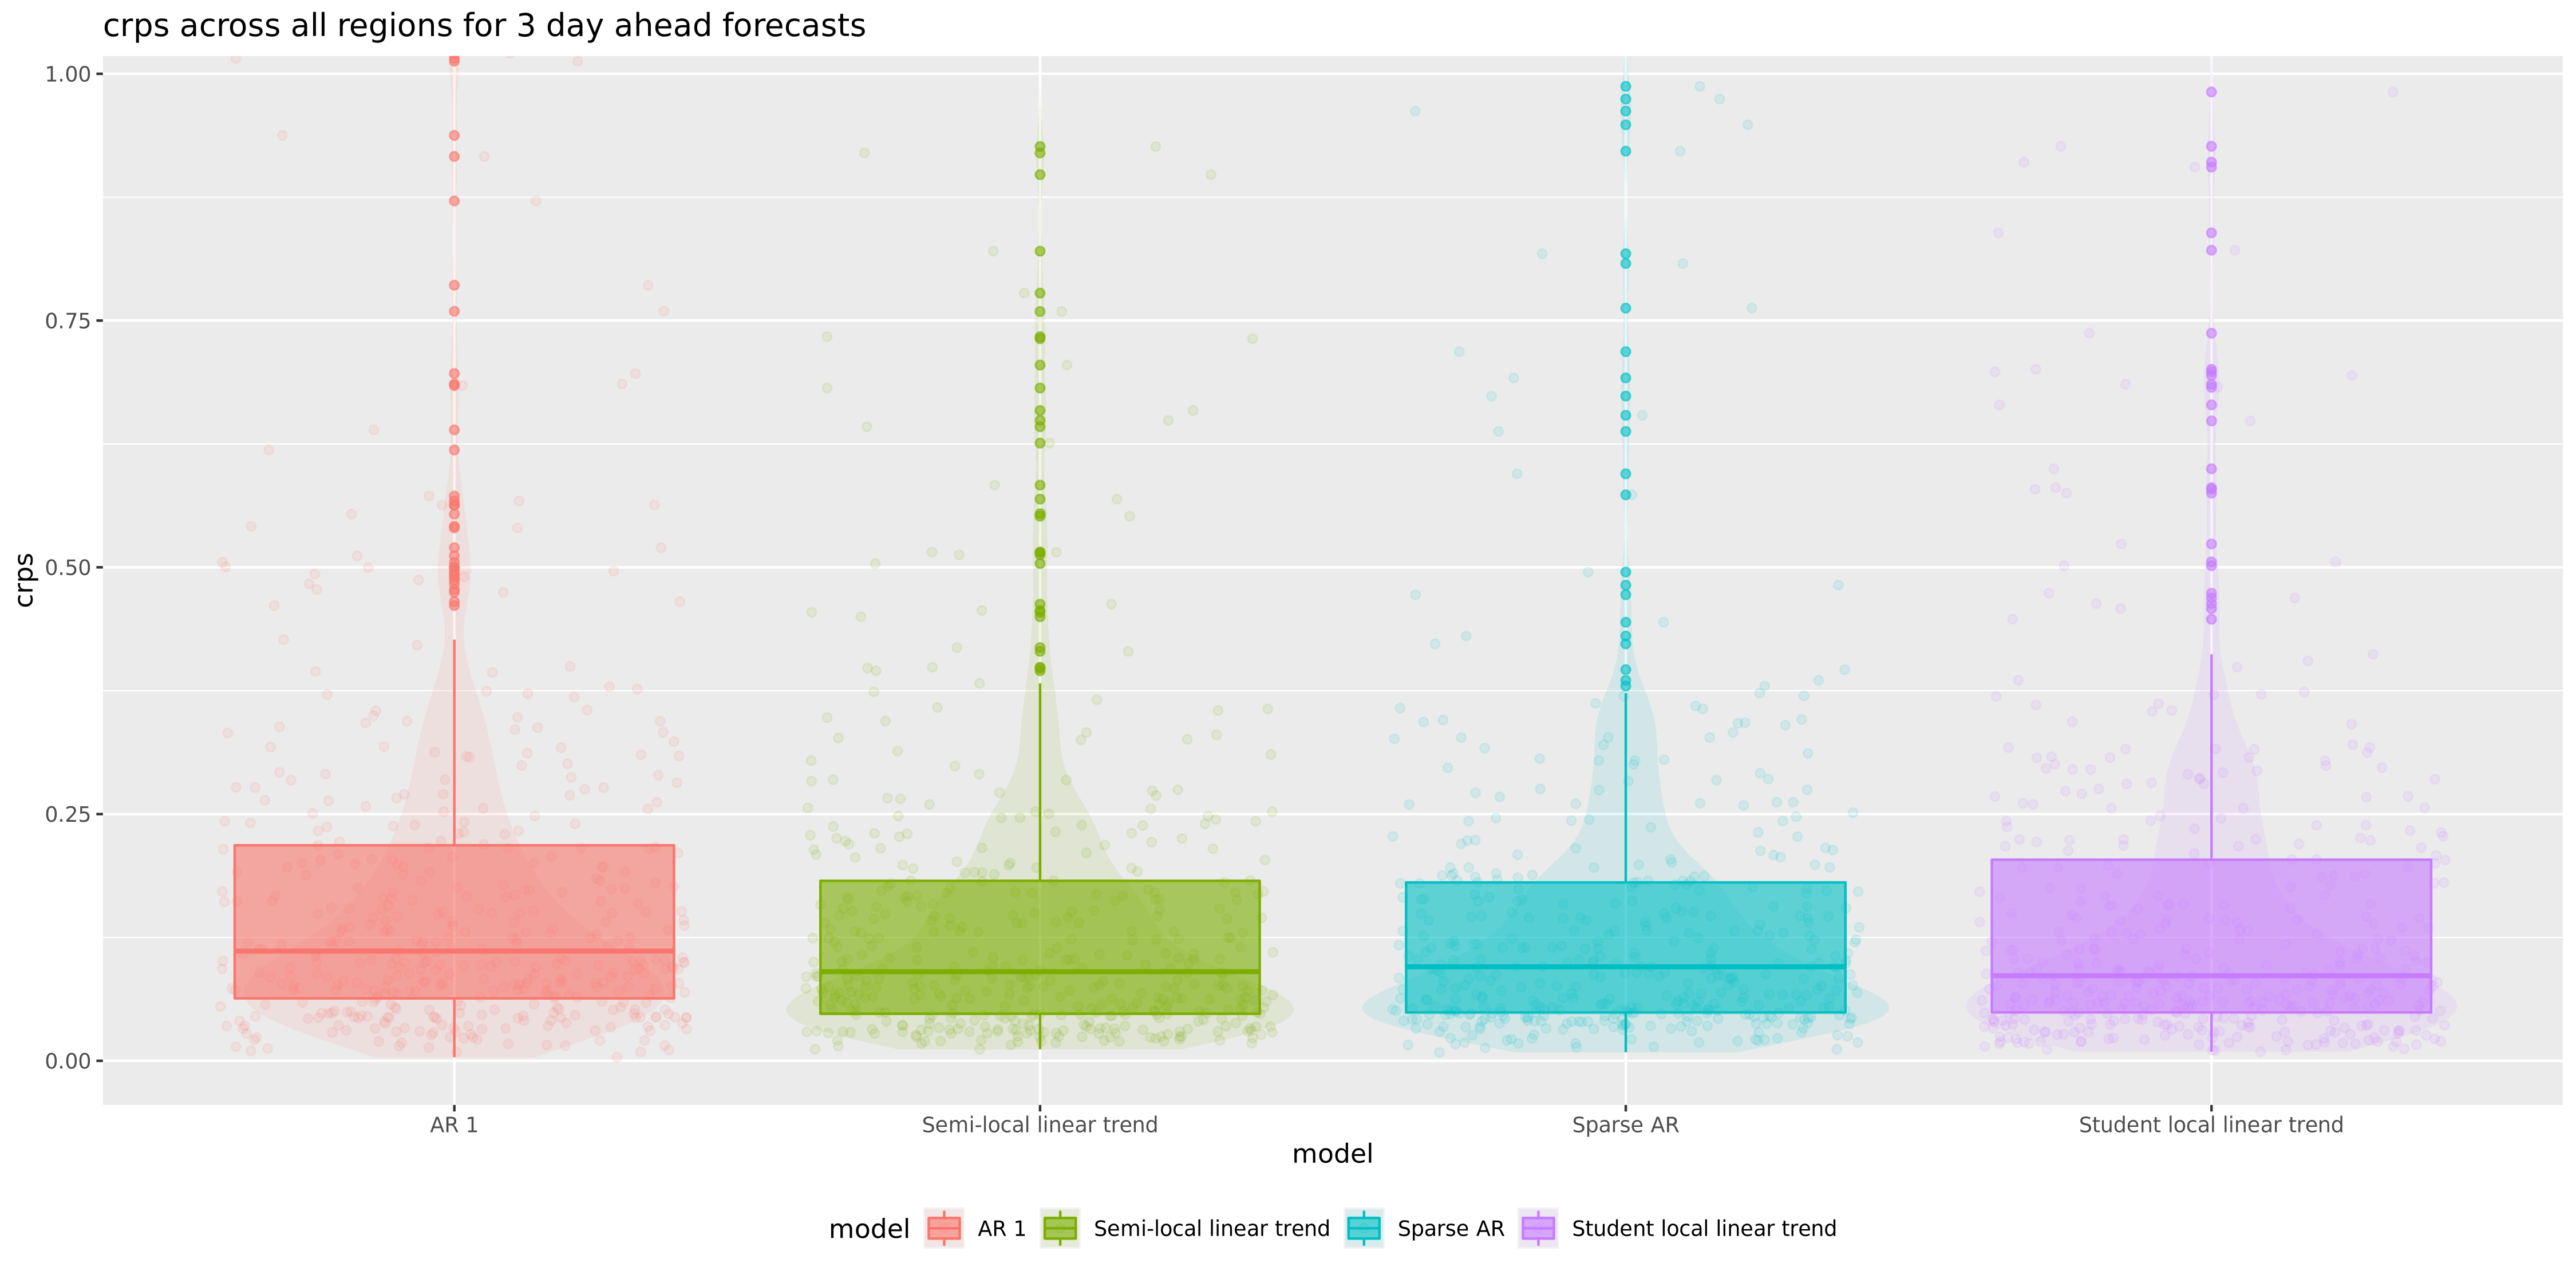 crps across all regions for 3 day ahead forecasts
1.00
0.75
0.50
0.25
0.00
crps
AR 1 Semi-local linear trend Sparse AR Student local linear trend
model
model AR 1 Semi-local linear trend Sparse AR Student local linear trend